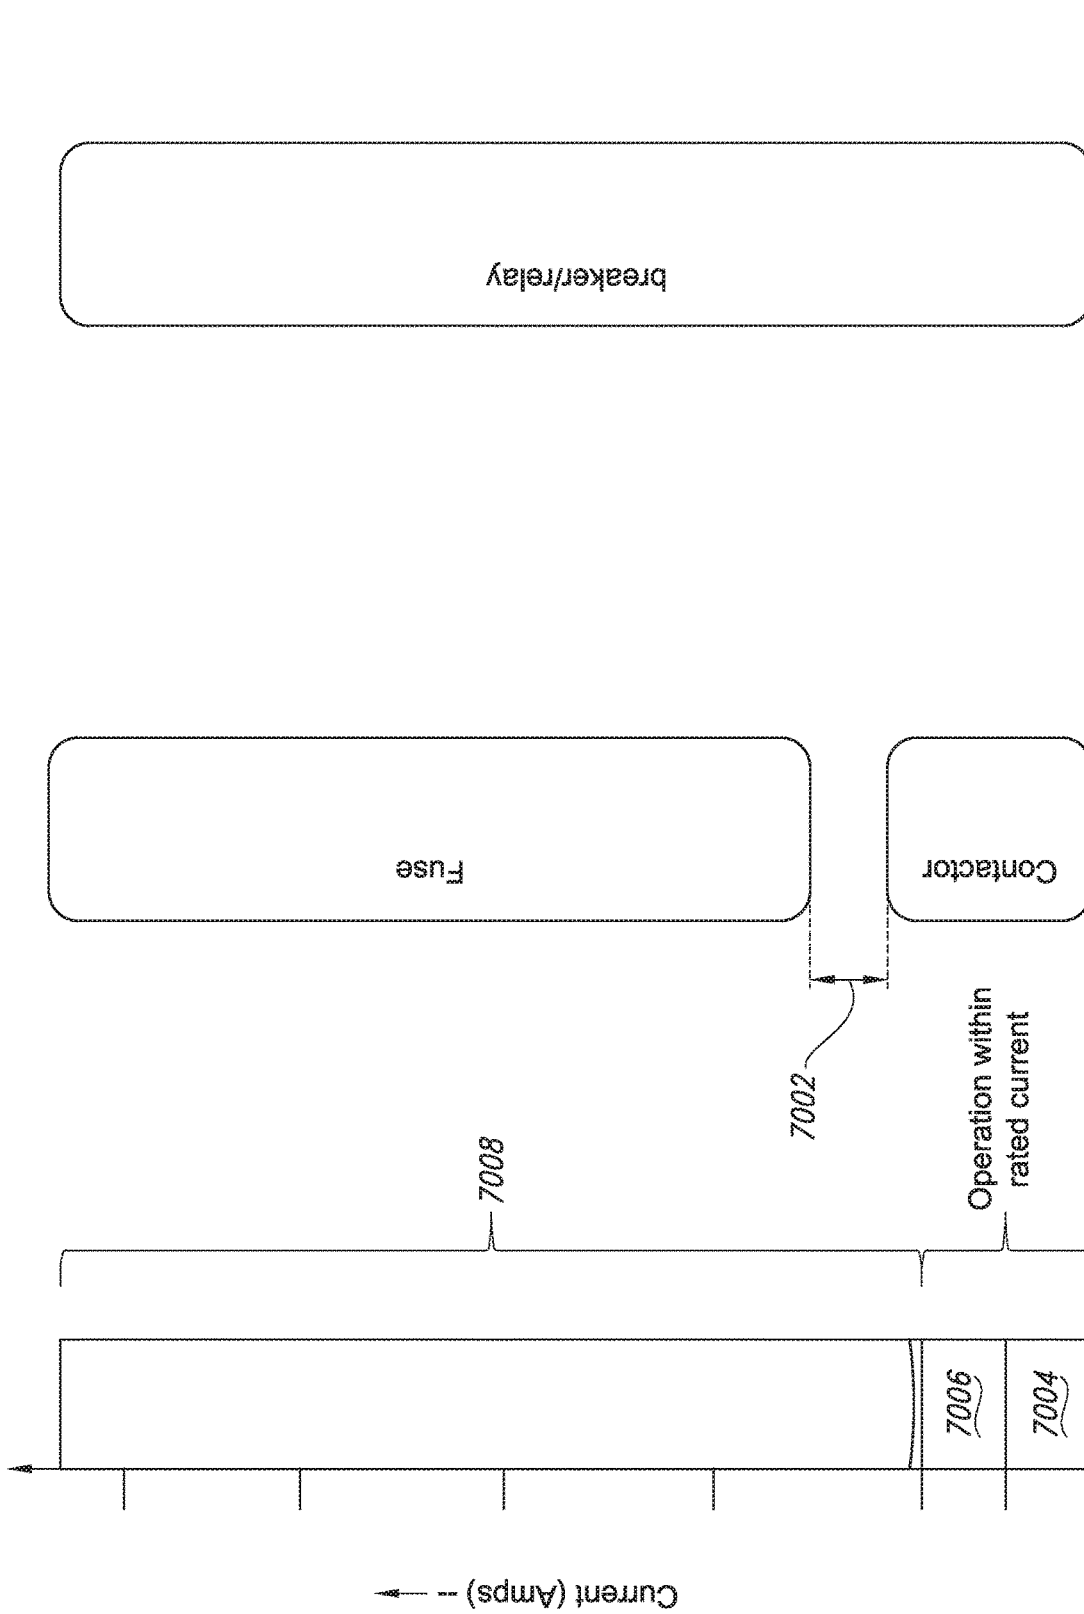 breaker/relay
Fuse
Contactor
7002
Operation within
rated current
7008
7006
7004
Current (Amps) --